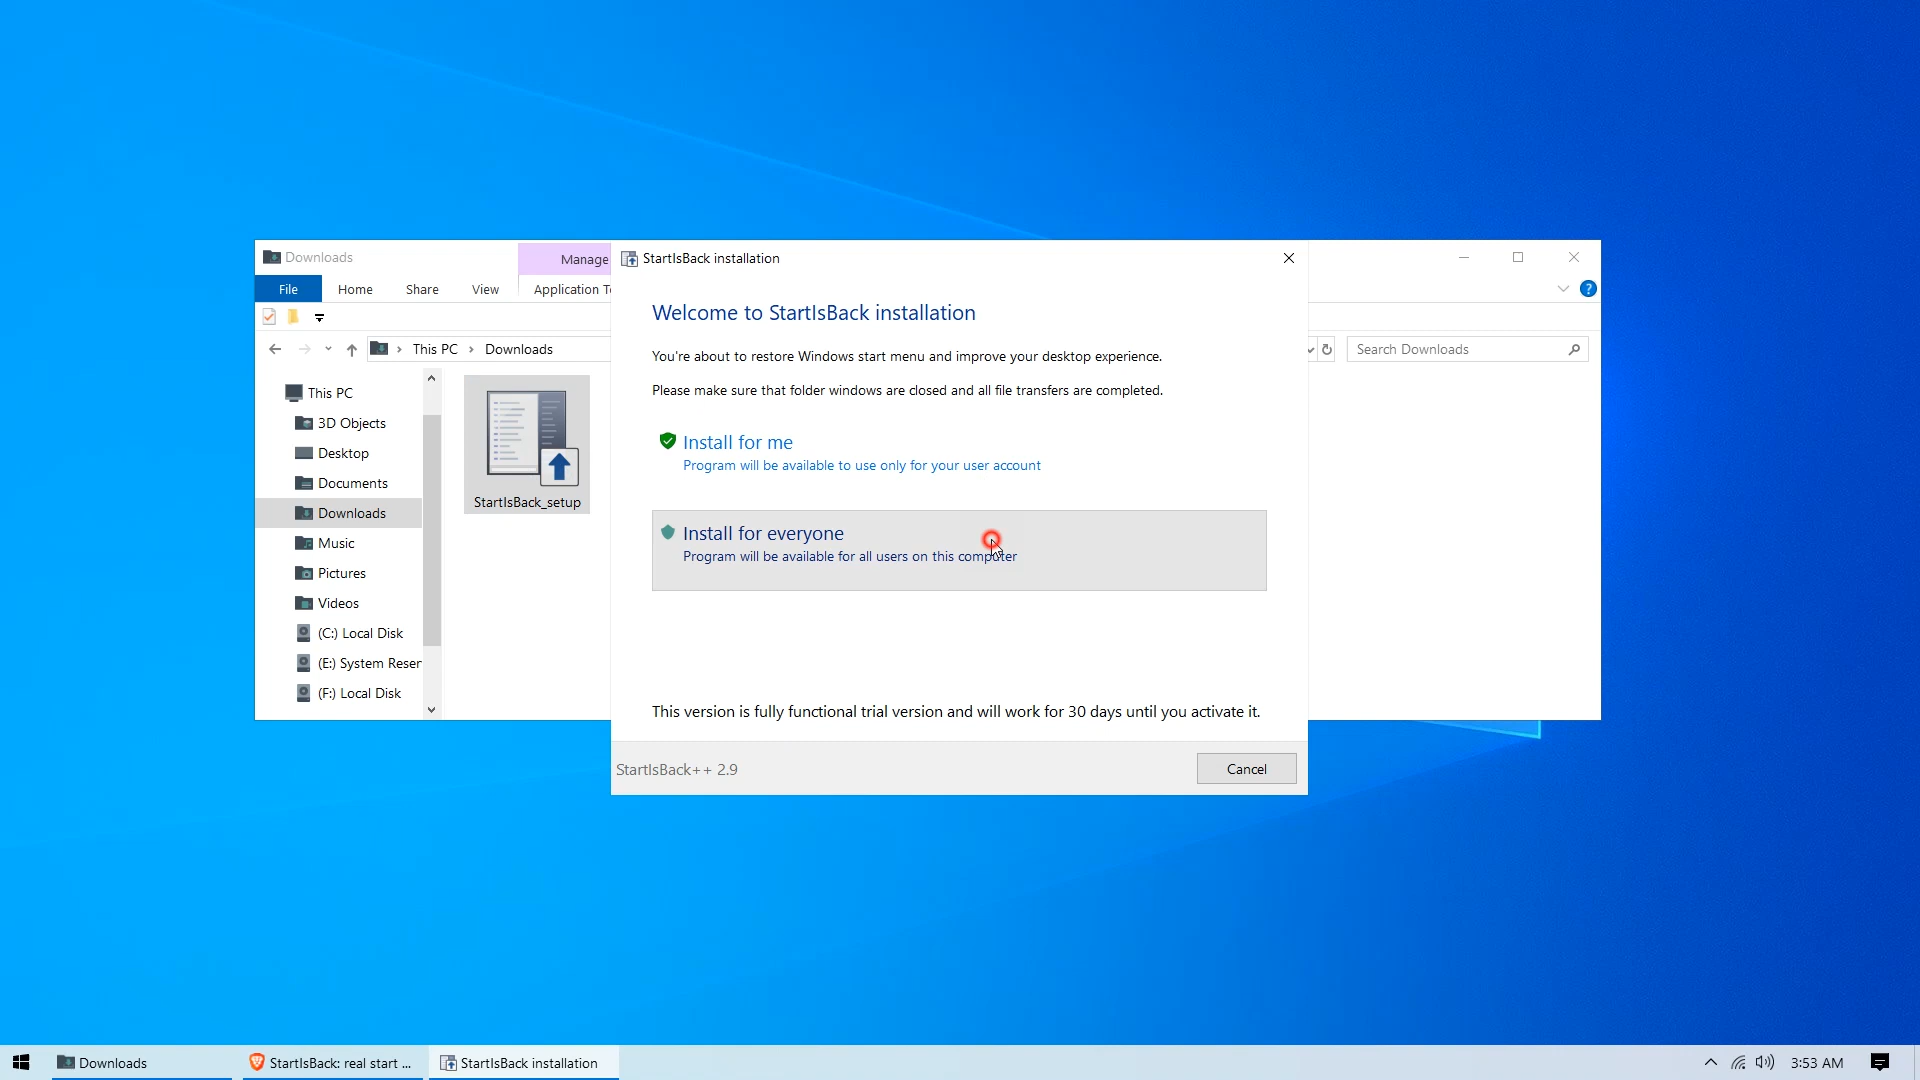 Downloads
Manage
StartIsBack installation
File
Home
Share
View
Application T
?
This PC
Downloads
Search Downloads
This PC
3D Objects
Desktop
Documents
Downloads
Music
Pictures
Videos
(C:) Local Disk
(E:) System Reser
(F:) Local Disk
StartIsBack_setup
Welcome to StartIsBack installation
You're about to restore Windows start menu and improve your desktop experience.
Please make sure that folder windows are closed and all file transfers are completed.
Install for me
Program will be available to use only for your user account
Install for everyone
Program will be available for all users on this computer
This version is fully functional trial version and will work for 30 days until you activate it.
StartIsBack++ 2.9
Cancel
Downloads
StartIsBack: real start ...
StartIsBack installation
3:53 AM